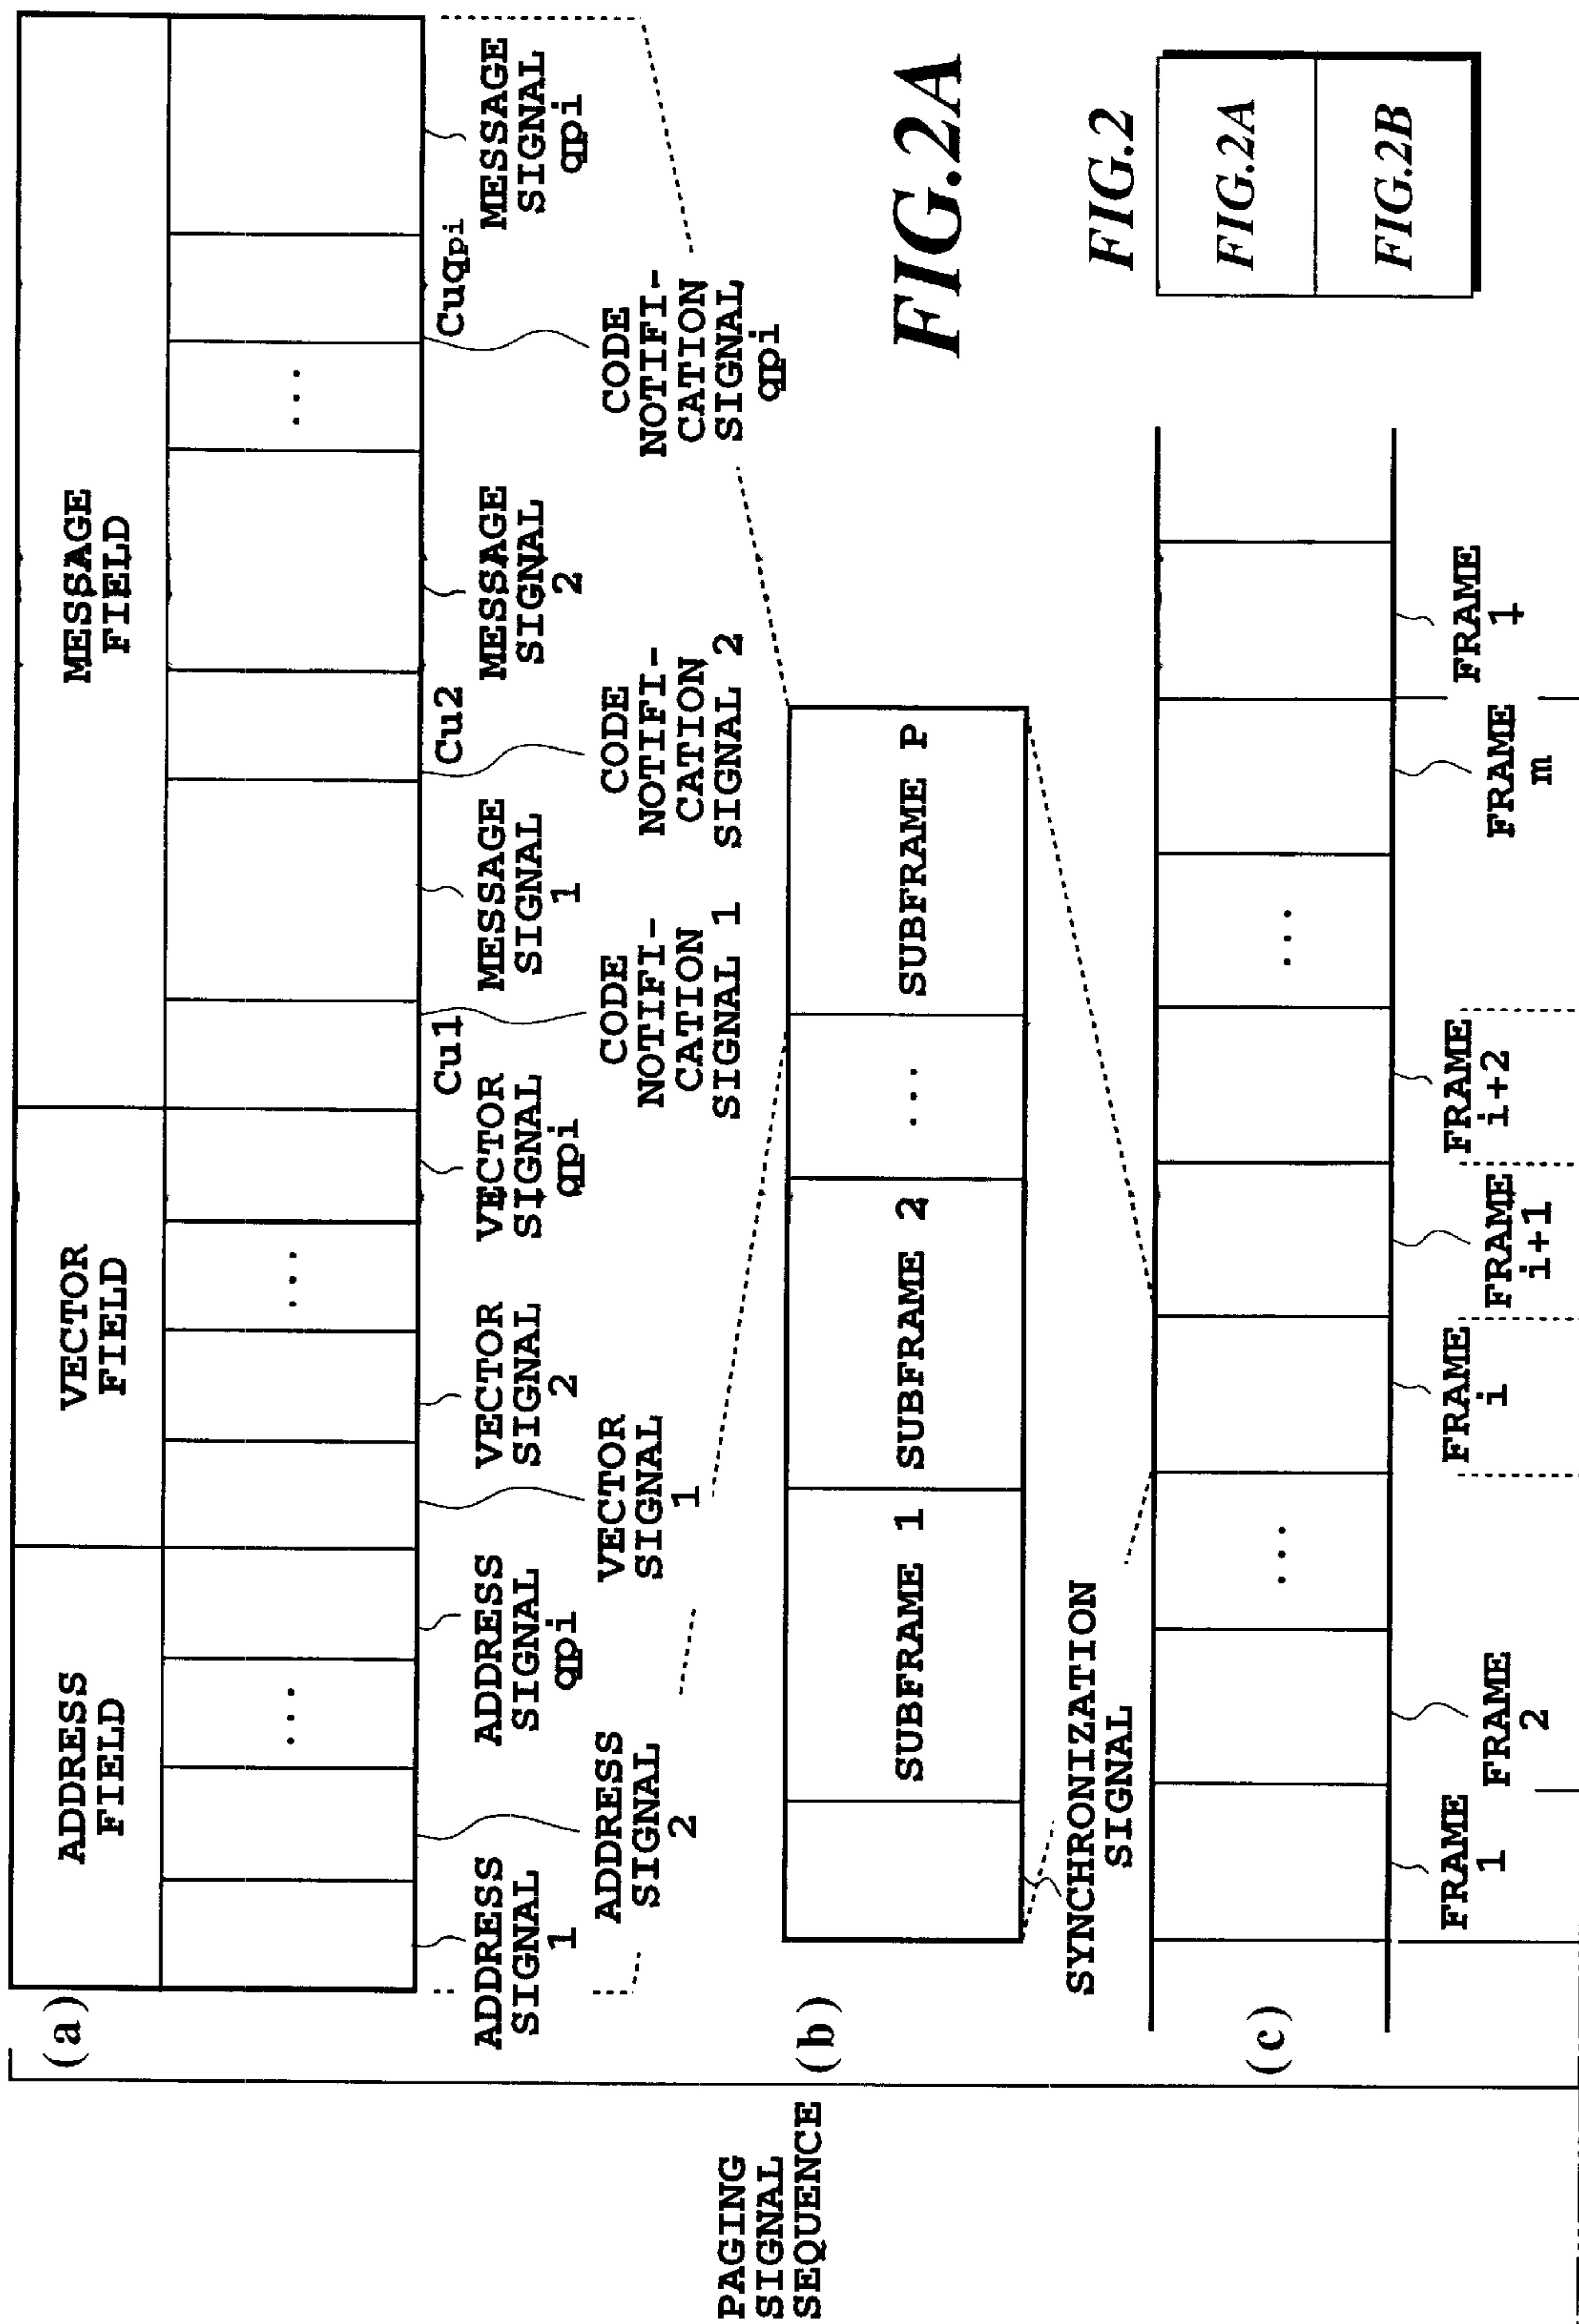 PAGING
SIGNAL
SEQUENCE
(a)
ADDRESS
FIELD
VECTOR
FIELD
MESSAGE
FIELD
...
...
...
ADDRESS
SIGNAL
1
ADDRESS
SIGNAL
2
ADDRESS
SIGNAL
qpi
VECTOR
SIGNAL
1
VECTOR
SIGNAL
2
VECTOR
SIGNAL
qpi
Cu1
CODE
NOTIFI-
CATION
SIGNAL 1
MESSAGE
SIGNAL
1
Cu2
CODE
NOTIFI-
CATION
SIGNAL 2
MESSAGE
SIGNAL
2
Cuqpi
CODE
NOTIFI-
CATION
SIGNAL
qpi
MESSAGE
SIGNAL
qpi
(b)
SUBFRAME 1
SUBFRAME 2
...
SUBFRAME P
SYNCHRONIZATION
SIGNAL
FIG.2A
(c)
...
...
FRAME
1
FRAME
2
FRAME
i
FRAME
i+1
FRAME
i+2
FRAME
m
FRAME
1
FIG.2
FIG.2A
FIG.2B